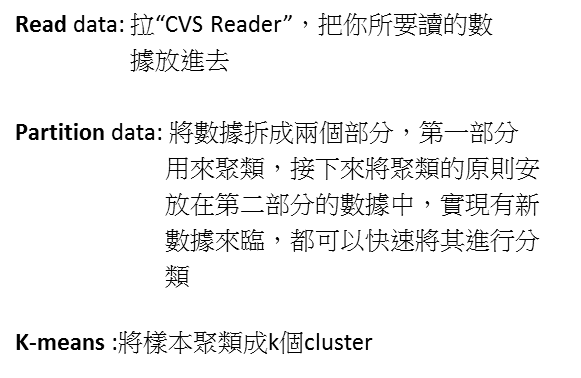 Read data: 拉“CVS Reader”，把你所要讀的數
據放進去
Partition data: 將數據拆成兩個部分，第一部分
用來聚類，接下來將聚類的原則安
放在第二部分的數據中，實現有新
數據來臨，都可以快速將其進行分
類
K-means :將樣本聚類成k個cluster